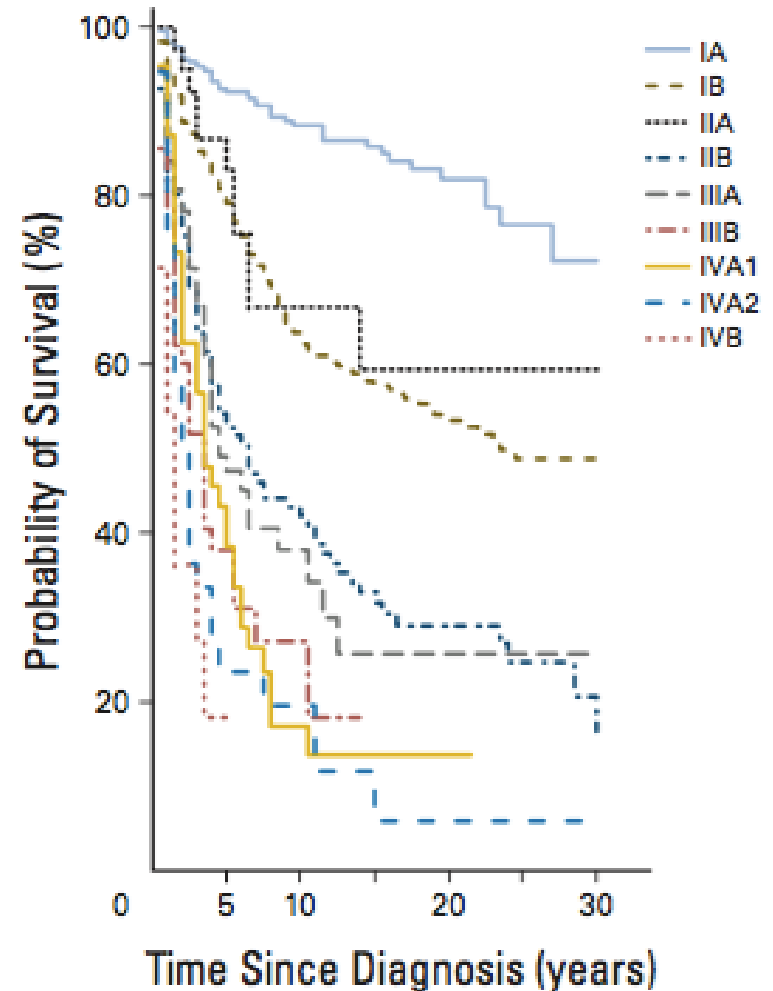 100
80
60
40
20
0
5
10
20
30
Probability of Survival (%)
Time Since Diagnosis (years)
IA
IB
IIA
IIB
IIIA
IIIB
IVA1
IVA2
IVB